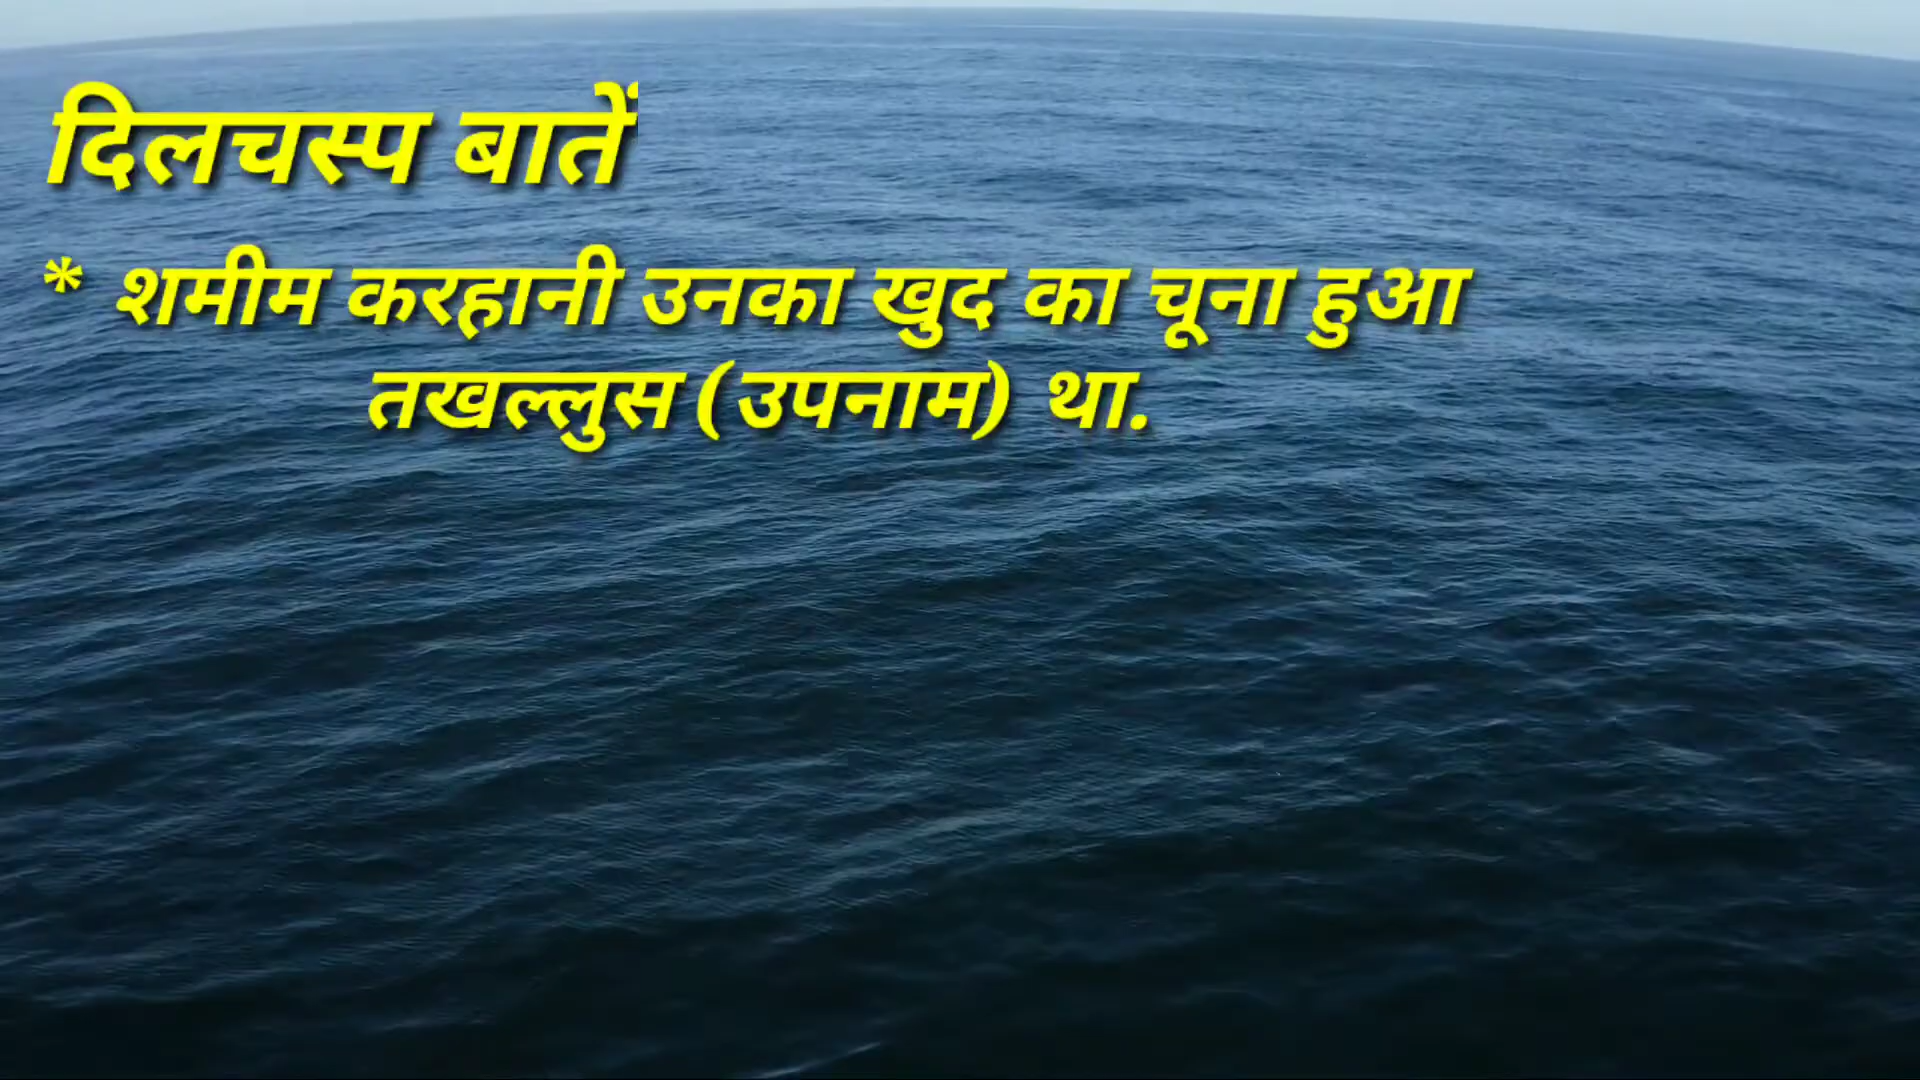 दिलचस्प बातें
* शमीम करहानी उनका खुद का चूना हुआ
तखल्लुस (उपनाम) था.